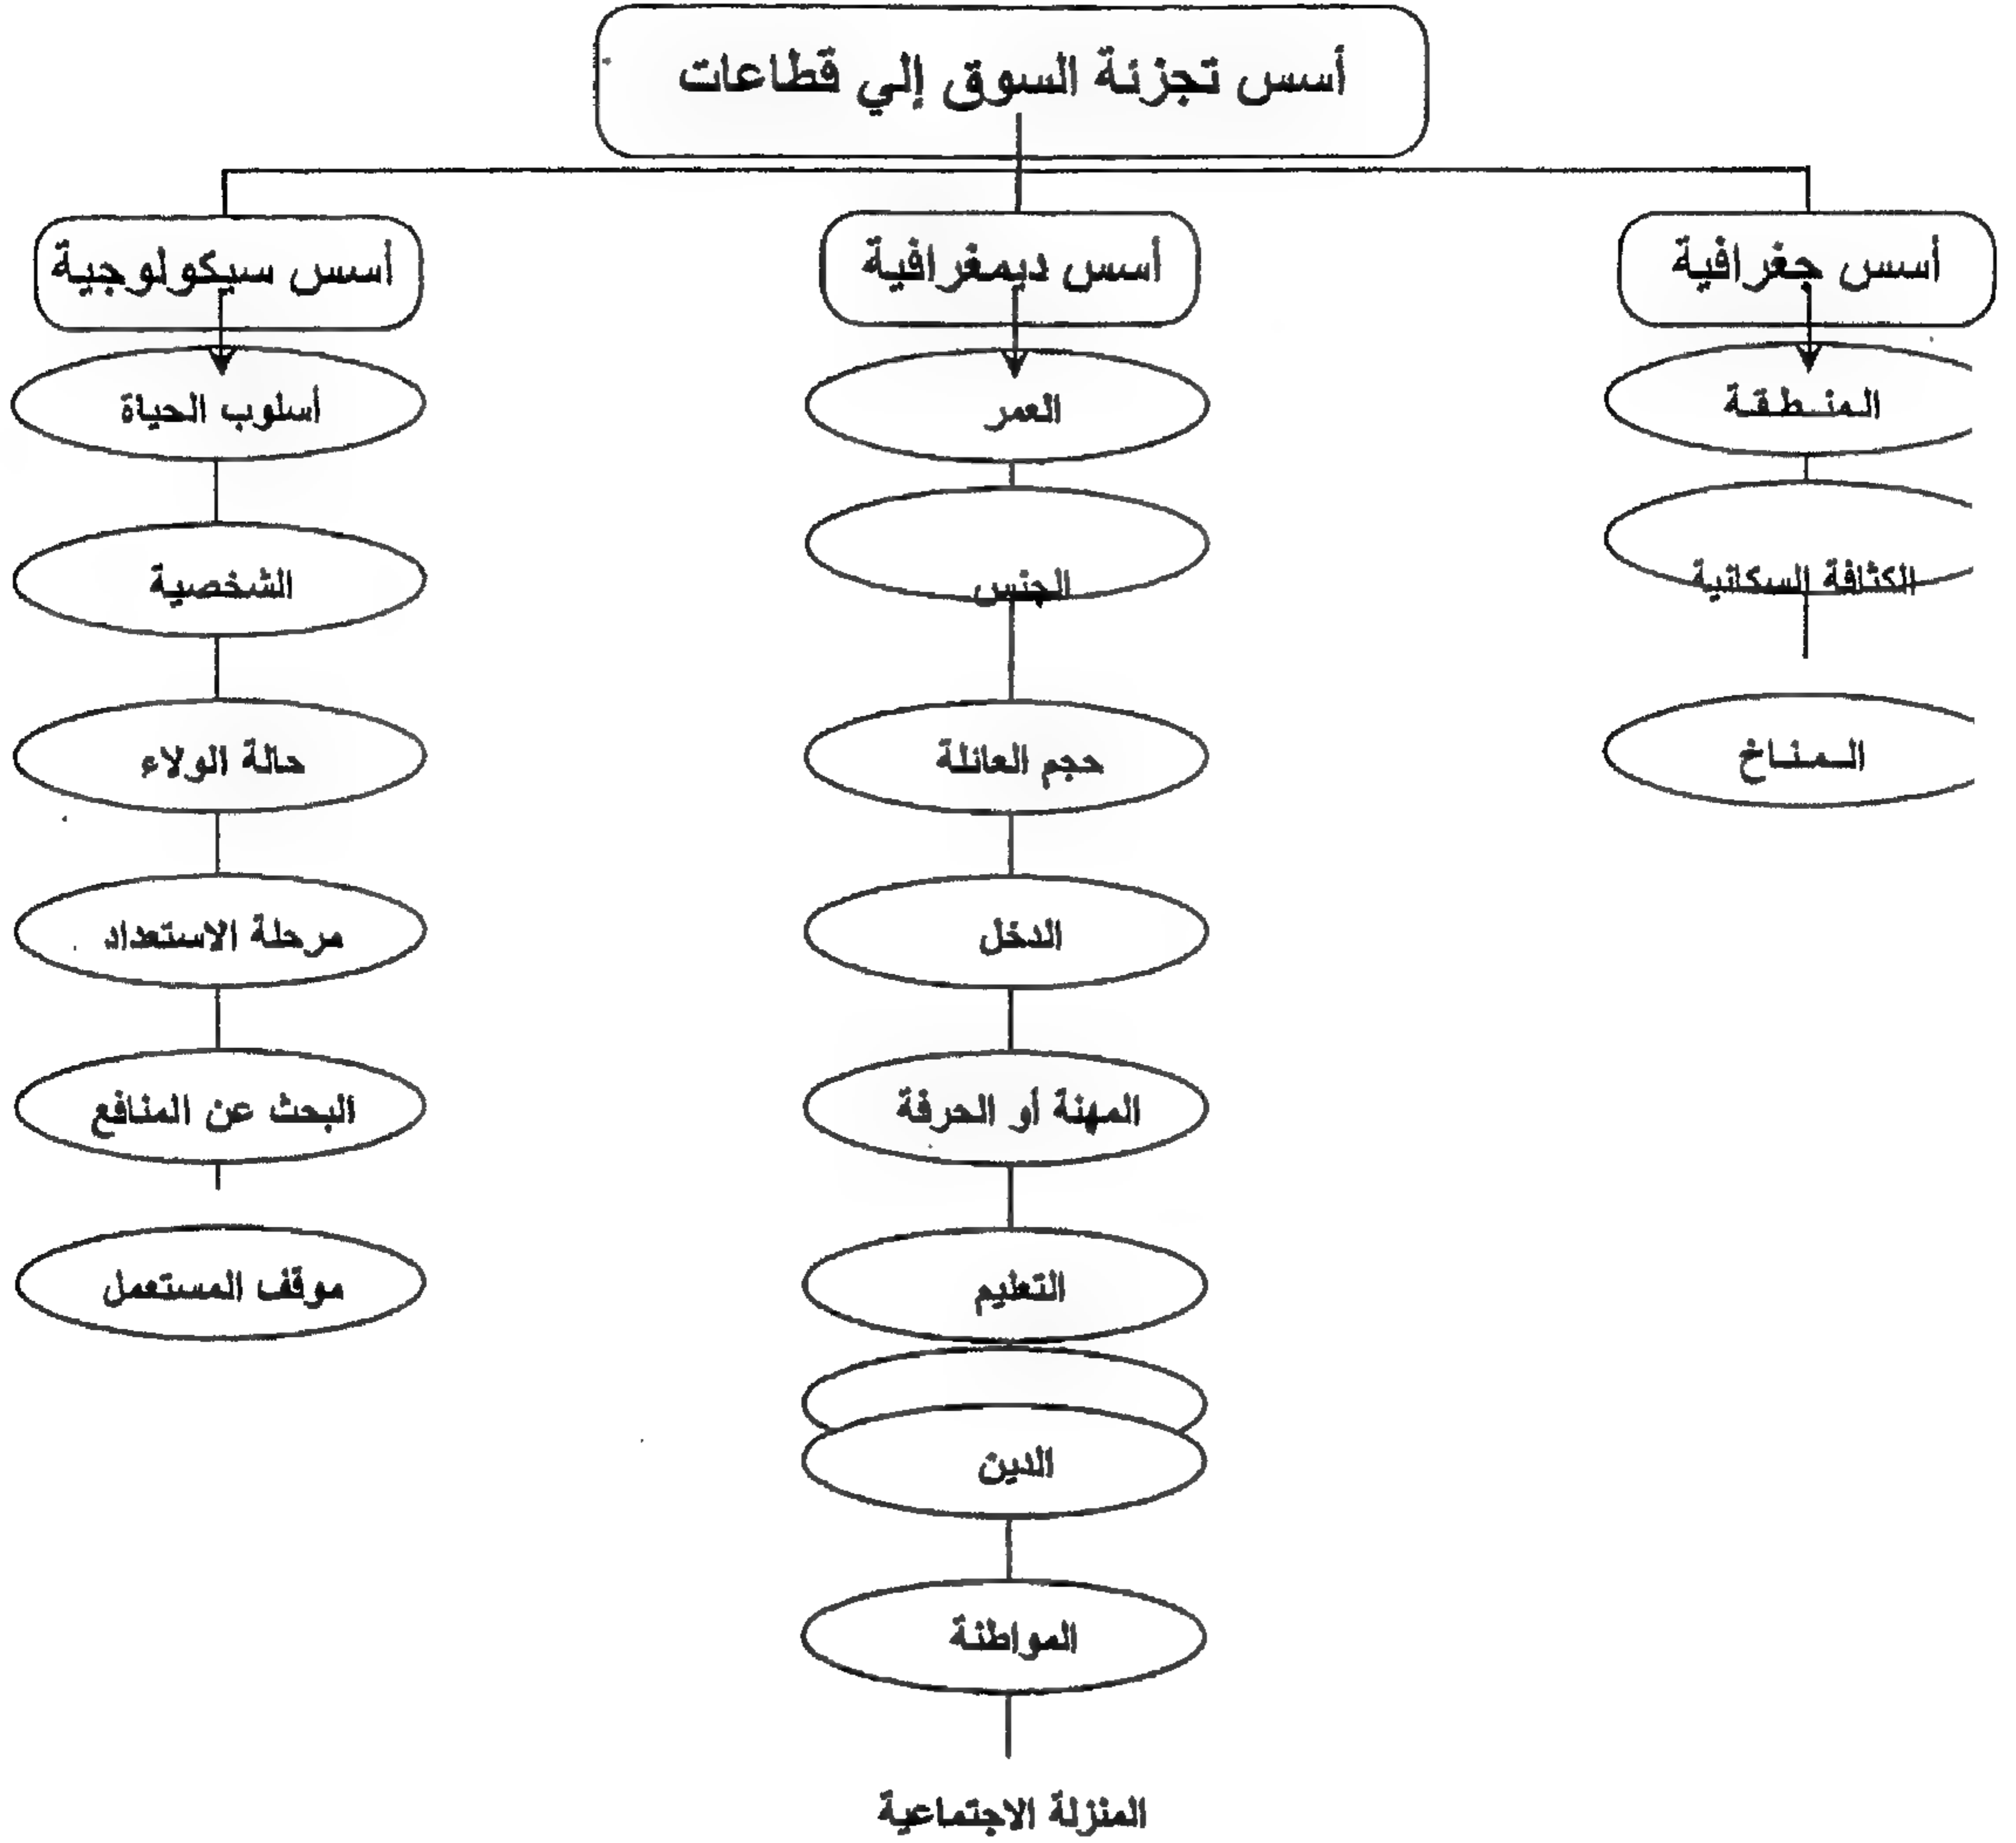 أسس تجزئة السوق إلي قطاعات
أسس جغرافية
أسس ديمغرافية
أسس سيكولوجية
المنـطـقـة
الكثافة السكانية
الـمنـاخ
العمر
الجنس
حجم العائلة
الدخل
المهنة أو الحرفة
التعليم
الدين
المواطنة
المنزلة الاجتماعية
أسلوب الحياة
الشخصية
حالة الولاء
مرحلة الاستعداد
البحث عن المنافع
موقف المستعمل